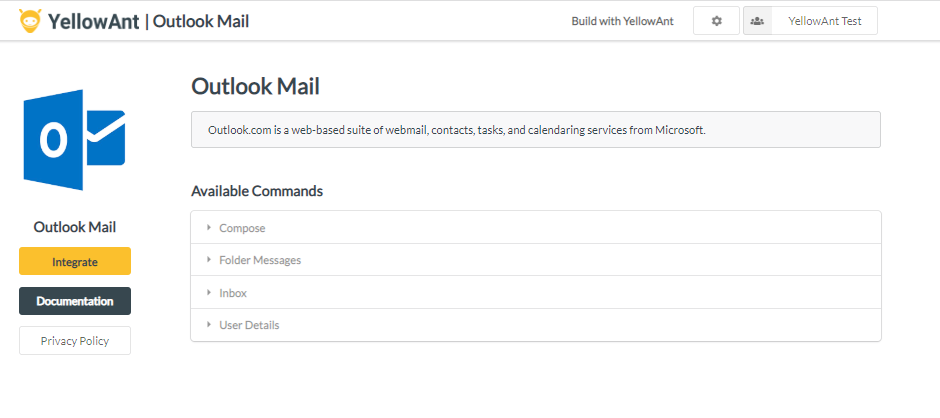 YellowAnt | Outlook Mail
Build with YellowAnt
YellowAnt Test
Outlook Mail
Outlook.com is a web-based suite of webmail, contacts, tasks, and calendaring services from Microsoft.
Available Commands
Compose
Folder Messages
Inbox
User Details
O
Outlook Mail
Integrate
Documentation
Privacy Policy